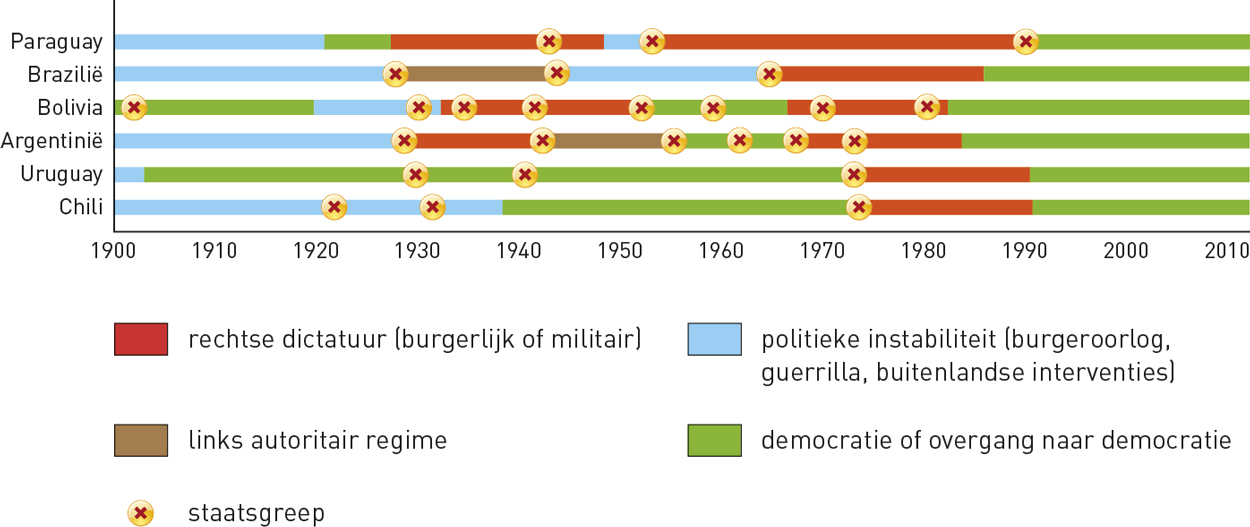 Paraguay
Brazilië
Bolivia
Argentinië
Uruguay
Chili
1900 1910 1920 1930 1940 1950 1960 1970 1980 1990 2000 2010
rechtse dictatuur (burgerlijk of militair)
politieke instabiliteit (burgeroorlog,
guerrilla, buitenlandse interventies)
links autoritair regime
democratie of overgang naar democratie
staatsgreep